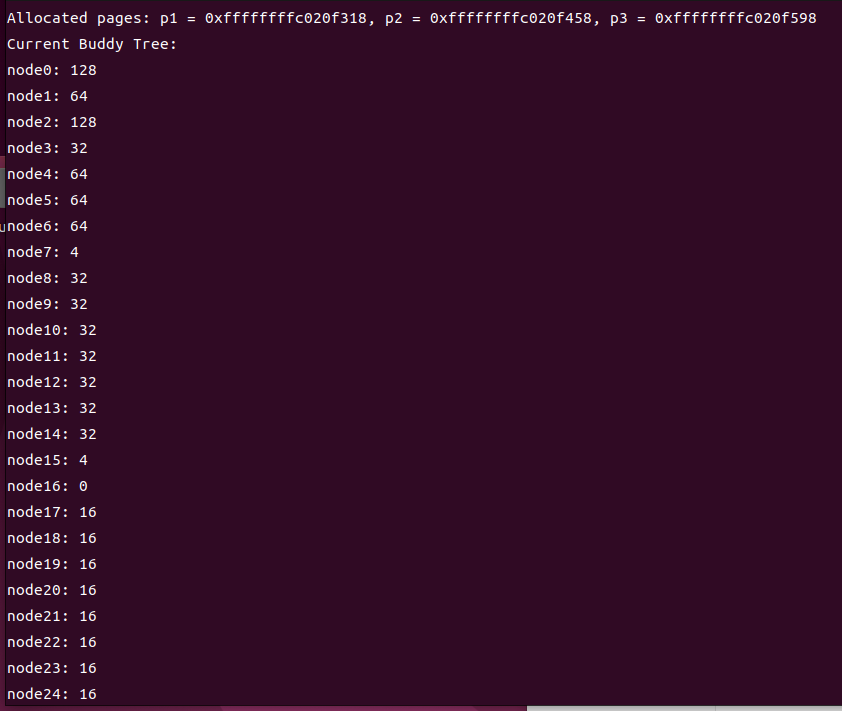 Allocated pages: p1 = 0xffffffffc020f318, p2 = 0xffffffffc020f458, p3 = 0xffffffffc020f598
Current Buddy Tree:
node0: 128
node1: 64
node2: 128
node3: 32
node4: 64
node5: 64
node6: 64
node7: 4
node8: 32
node9: 32
node10: 32
node11: 32
node12: 32
node13: 32
node14: 32
node15: 4
node16: 0
node17: 16
node18: 16
node19: 16
node20: 16
node21: 16
node22: 16
node23: 16
node24: 16